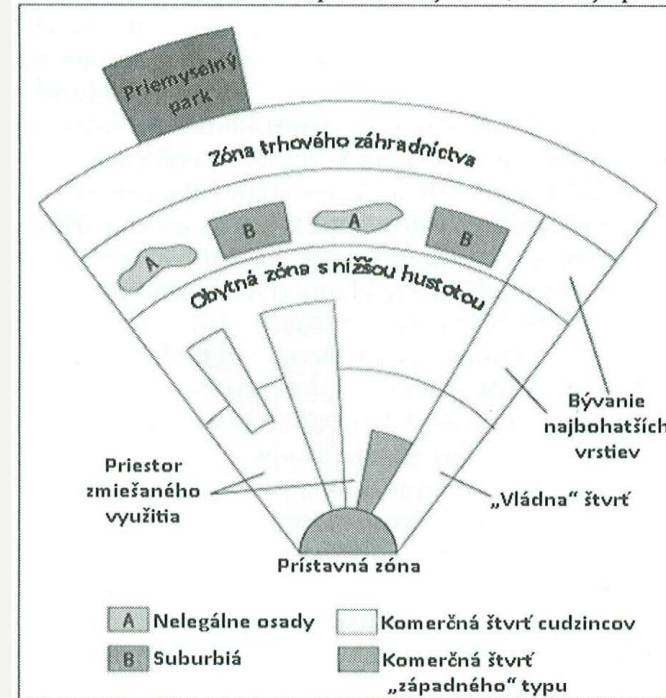 Priemyselný
park
Zóna trhového záhradníctva
A
B
A
B
Obytná zóna s nižšou hustotou
Bývanie
najbohatších
vrstiev
Priestor
zmiešaného
využitia
„Vládna“ štvrť
Prístavná zóna
A Nelegálne osady
Komerčná štvrť cudzincov
B Suburbiá
Komerčná štvrť
„západného“ typu